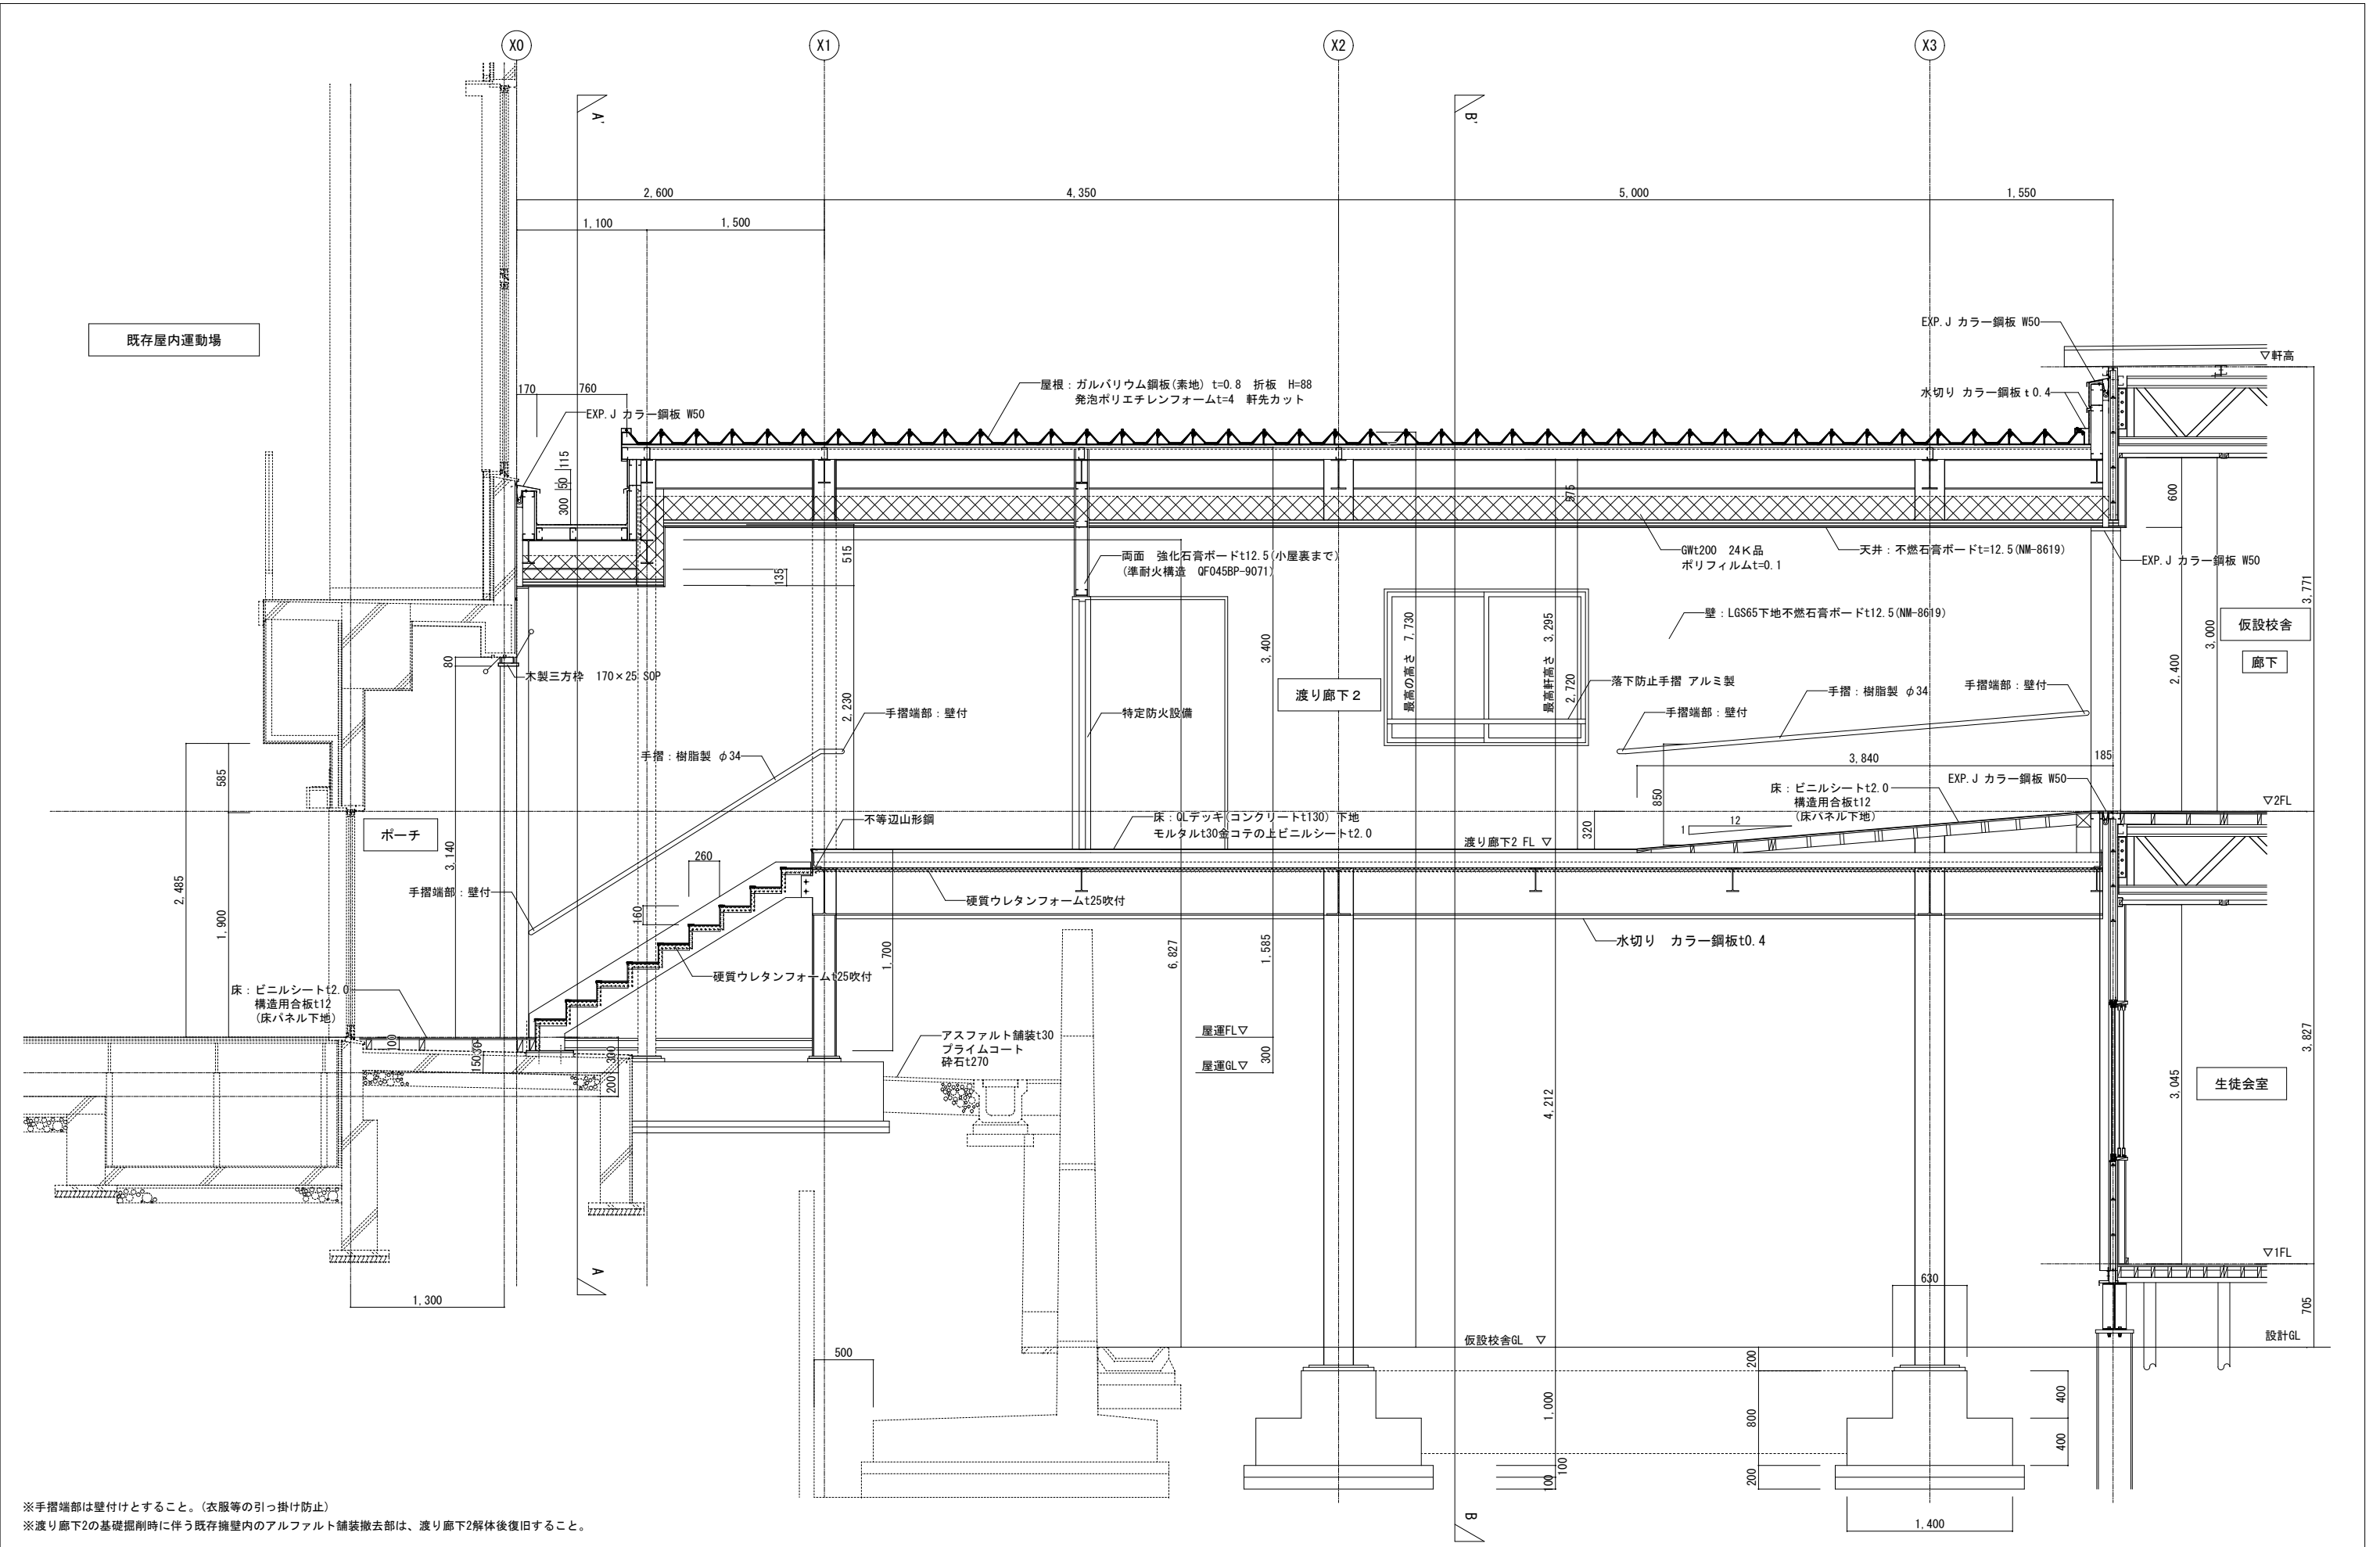 X0
X1
X2
X3
A'
B'
2,600
4,350
5,000
1,550
1,100
1,500
既存屋内運動場
EXP.J カラー鋼板 W50
▽軒高
170
760
屋根：ガルバリウム鋼板(素地) t=0.8　折板　H=88
発泡ポリエチレンフォームt=4　軒先カット
水切り カラー鋼板 t 0.4
EXP.J カラー鋼板 W50
115
50
300
600
975
515
135
両面　強化石膏ボードt12.5(小屋裏まで)
(準耐火構造　QF045BP-9071)
GWt200　24K品
ポリフィルムt=0.1
天井：不燃石膏ボードt=12.5(NM-8619)
EXP.J カラー鋼板 W50
3,771
壁：LGS65下地不燃石膏ボードt12.5(NM-8619)
仮設校舎
廊下
3,000
2,400
最高の高さ 7,730
最高軒高さ 3,295
3,400
2,720
80
木製三方枠　170×25 SOP
渡り廊下2
落下防止手摺 アルミ製
手摺：樹脂製 φ34
手摺端部：壁付
手摺端部：壁付
2,230
手摺端部：壁付
特定防火設備
手摺：樹脂製 φ34
3,840
185
585
EXP.J カラー鋼板 W50
床：ビニルシートt2.0
構造用合板t12
(床パネル下地)
850
▽2FL
ポーチ
不等辺山形鋼
床：QLデッキ(コンクリートt130) 下地
モルタルt30金コテの上ビニルシートt2.0
320
12
1
渡り廊下2 FL ▽
3,140
260
2,485
手摺端部：壁付
硬質ウレタンフォームt25吹付
160
1,900
1,700
6,827
1,585
水切り　カラー鋼板t0.4
硬質ウレタンフォームt25吹付
床：ビニルシートt2.0
構造用合板t12
(床パネル下地)
100
150
30
300
200
アスファルト舗装t30
プライムコート
砕石t270
屋運FL▽
300
屋運GL▽
3,827
3,045
生徒会室
4,212
▽1FL
A
1,300
630
705
仮設校舎GL　▽
設計GL
500
200
1,000
800
400
400
100
100
200
B
1,400
※手摺端部は壁付けとすること。(衣服等の引っ掛け防止)
※渡り廊下2の基礎掘削時に伴う既存擁壁内のアルファルト舗装撤去部は、渡り廊下2解体後復旧すること。